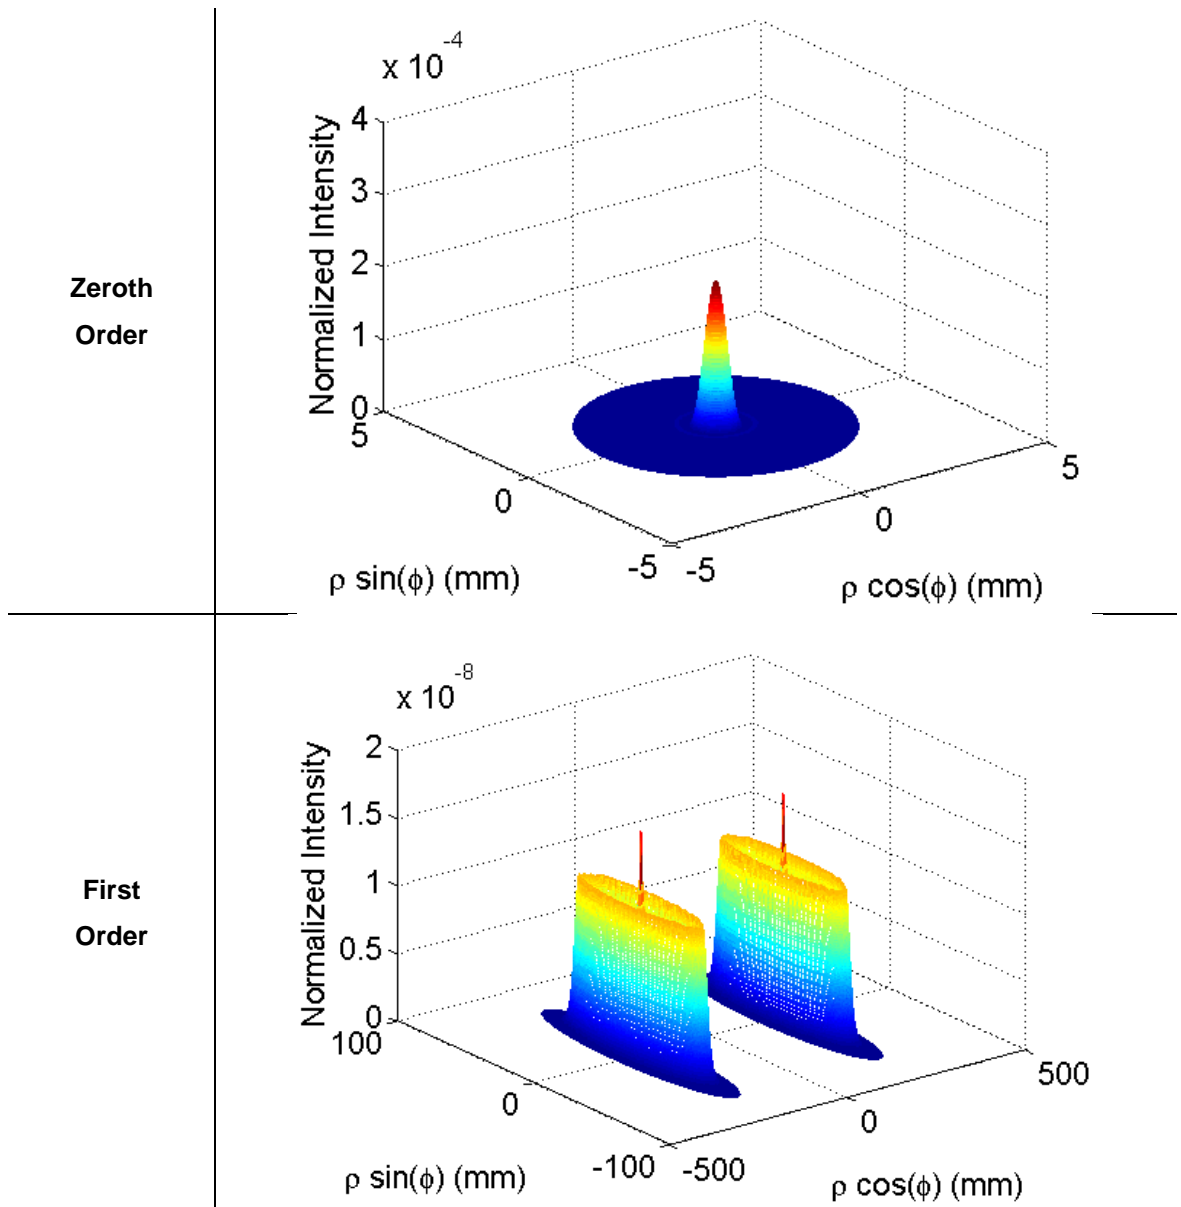 Zeroth
Order
x 10^-4
Normalized Intensity
4
3
2
1
0
5
0
-5
-5
0
5
ρ sin(ϕ) (mm)
ρ cos(ϕ) (mm)
First
Order
x 10^-8
Normalized Intensity
2
1.5
1
0.5
0
100
0
-100
-500
0
500
ρ sin(ϕ) (mm)
ρ cos(ϕ) (mm)